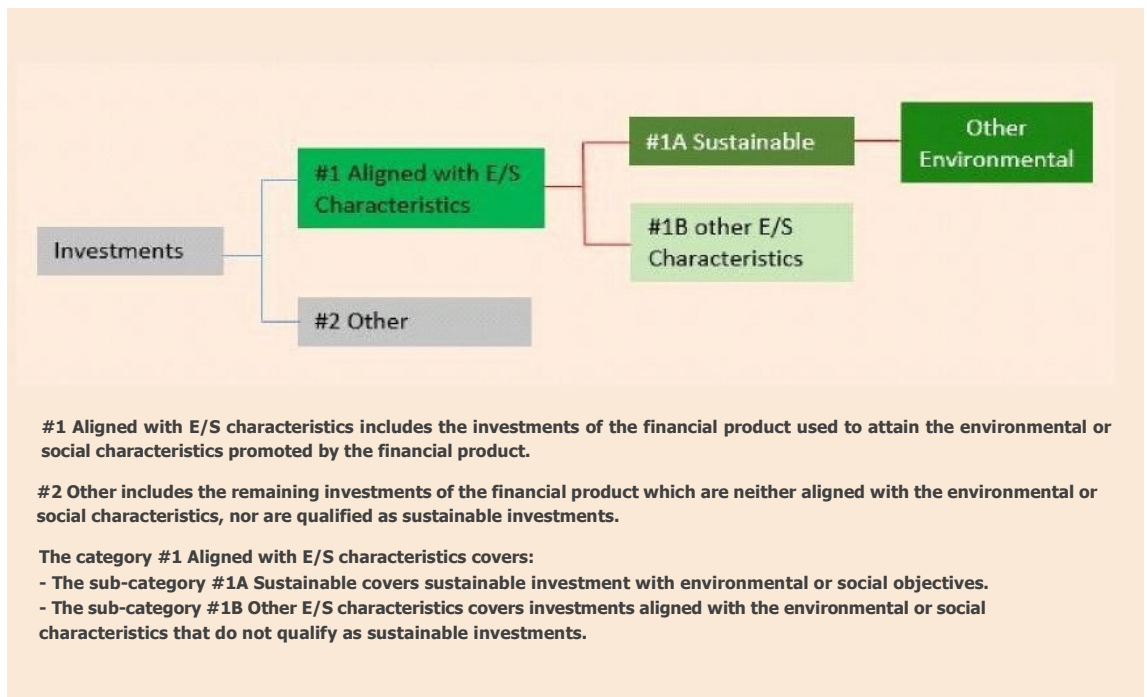 Other
Environmental
#1A Sustainable
#1 Aligned with E/S
Characteristics
#1B other E/S
Characteristics
Investments
#2 Other
#1 Aligned with E/S characteristics includes the investments of the financial product used to attain the environmental or
social characteristics promoted by the financial product.
#2 Other includes the remaining investments of the financial product which are neither aligned with the environmental or
social characteristics, nor are qualified as sustainable investments.
The category #1 Aligned with E/S characteristics covers:
- The sub-category #1A Sustainable covers sustainable investment with environmental or social objectives.
- The sub-category #1B Other E/S characteristics covers investments aligned with the environmental or social
characteristics that do not qualify as sustainable investments.